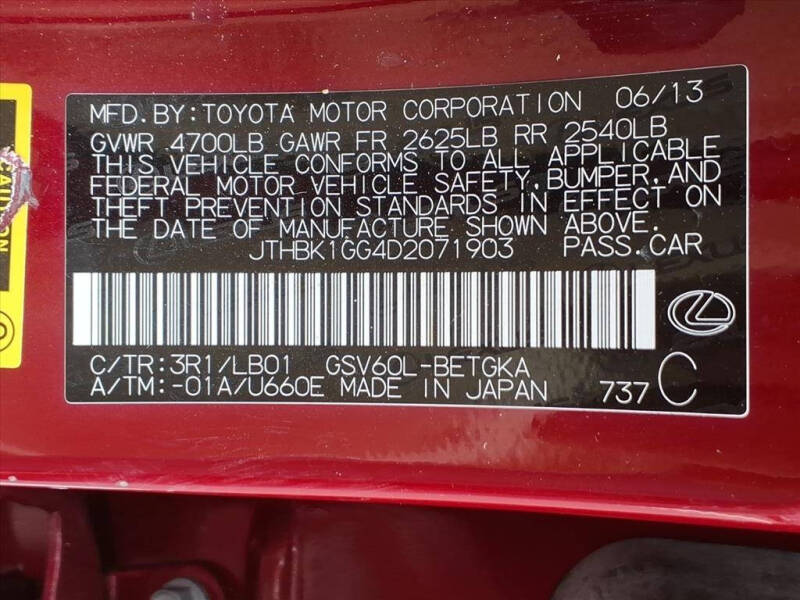 MFD. BY: TOYOTA MOTOR CORPORATION 06/13
GVWR 4700LB GAWR FR 2625LB RR 2540LB
THIS VEHICLE CONFORMS TO ALL APPLICABLE
FEDERAL MOTOR VEHICLE SAFETY, BUMPER, AND
THEFT PREVENTION STANDARDS IN EFFECT ON
THE DATE OF MANUFACTURE SHOWN ABOVE.
JTHBK1GG4D2071903 PASS. CAR
C/TR: 3R1/LB01 GSV60L-BETGKA
A/TM: -01A/U660E MADE IN JAPAN 737 C
CAUTION